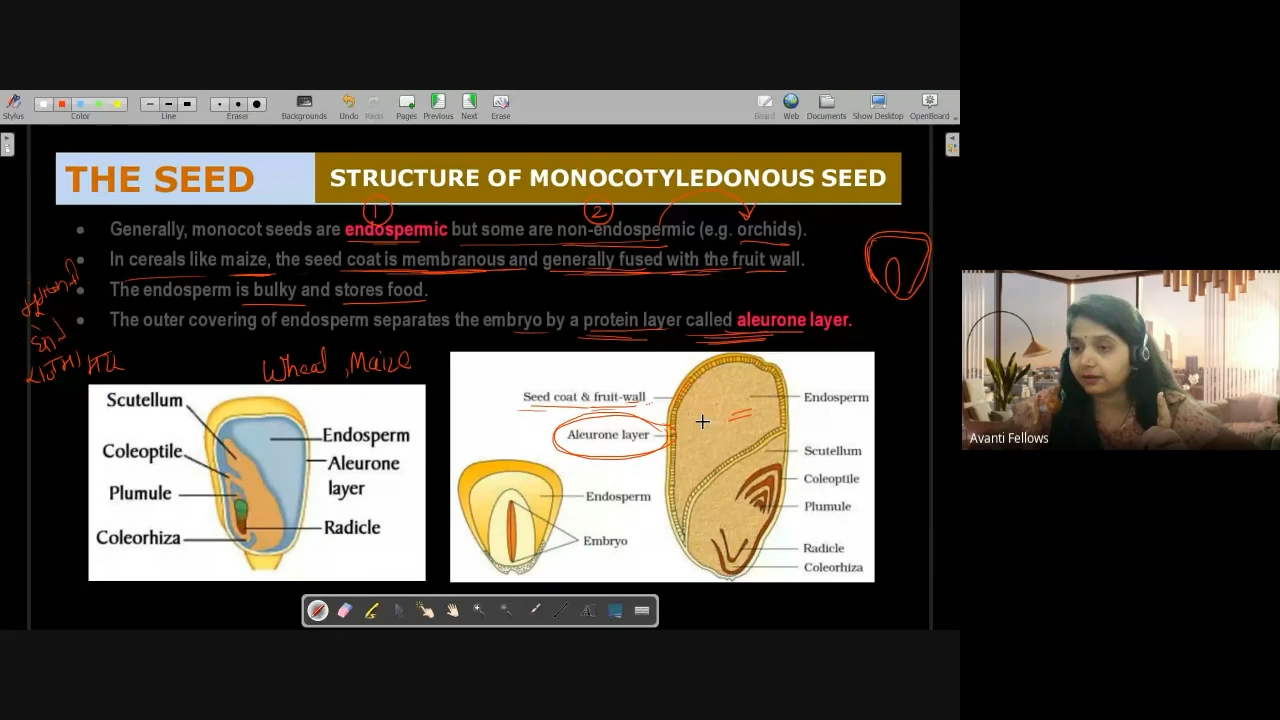 Stylus
Color
Line
Eraser
Backgrounds
Undo
Redo
Pages
Previous
Next
Erase
Board
Web
Documents
Show Desktop
OpenBoard
THE SEED
STRUCTURE OF MONOCOTYLEDONOUS SEED
1 2
Generally, monocot seeds are endospermic but some are non-endospermic (e.g. orchids).
In cereals like maize, the seed coat is membranous and generally fused with the fruit wall.
The endosperm is bulky and stores food.
The outer covering of endosperm separates the embryo by a protein layer called aleurone layer.
Wheat, Maize
Scutellum
Coleoptile
Plumule
Coleorhiza
Endosperm
Aleurone
layer
Radicle
Seed coat & fruit-wall
Aleurone layer
Endosperm
Embryo
Endosperm
Scutellum
Coleoptile
Plumule
Radicle
Coleorhiza
Avanti Fellows